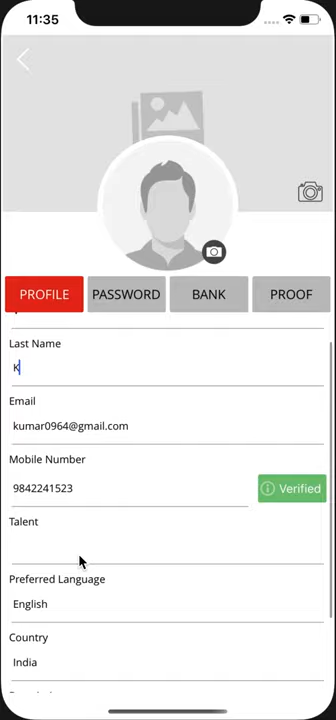 11:35
PROFILE PASSWORD BANK PROOF
Last Name
K
Email
kumar0964@gmail.com
Mobile Number
9842241523
Verified
Talent
Preferred Language
English
Country
India